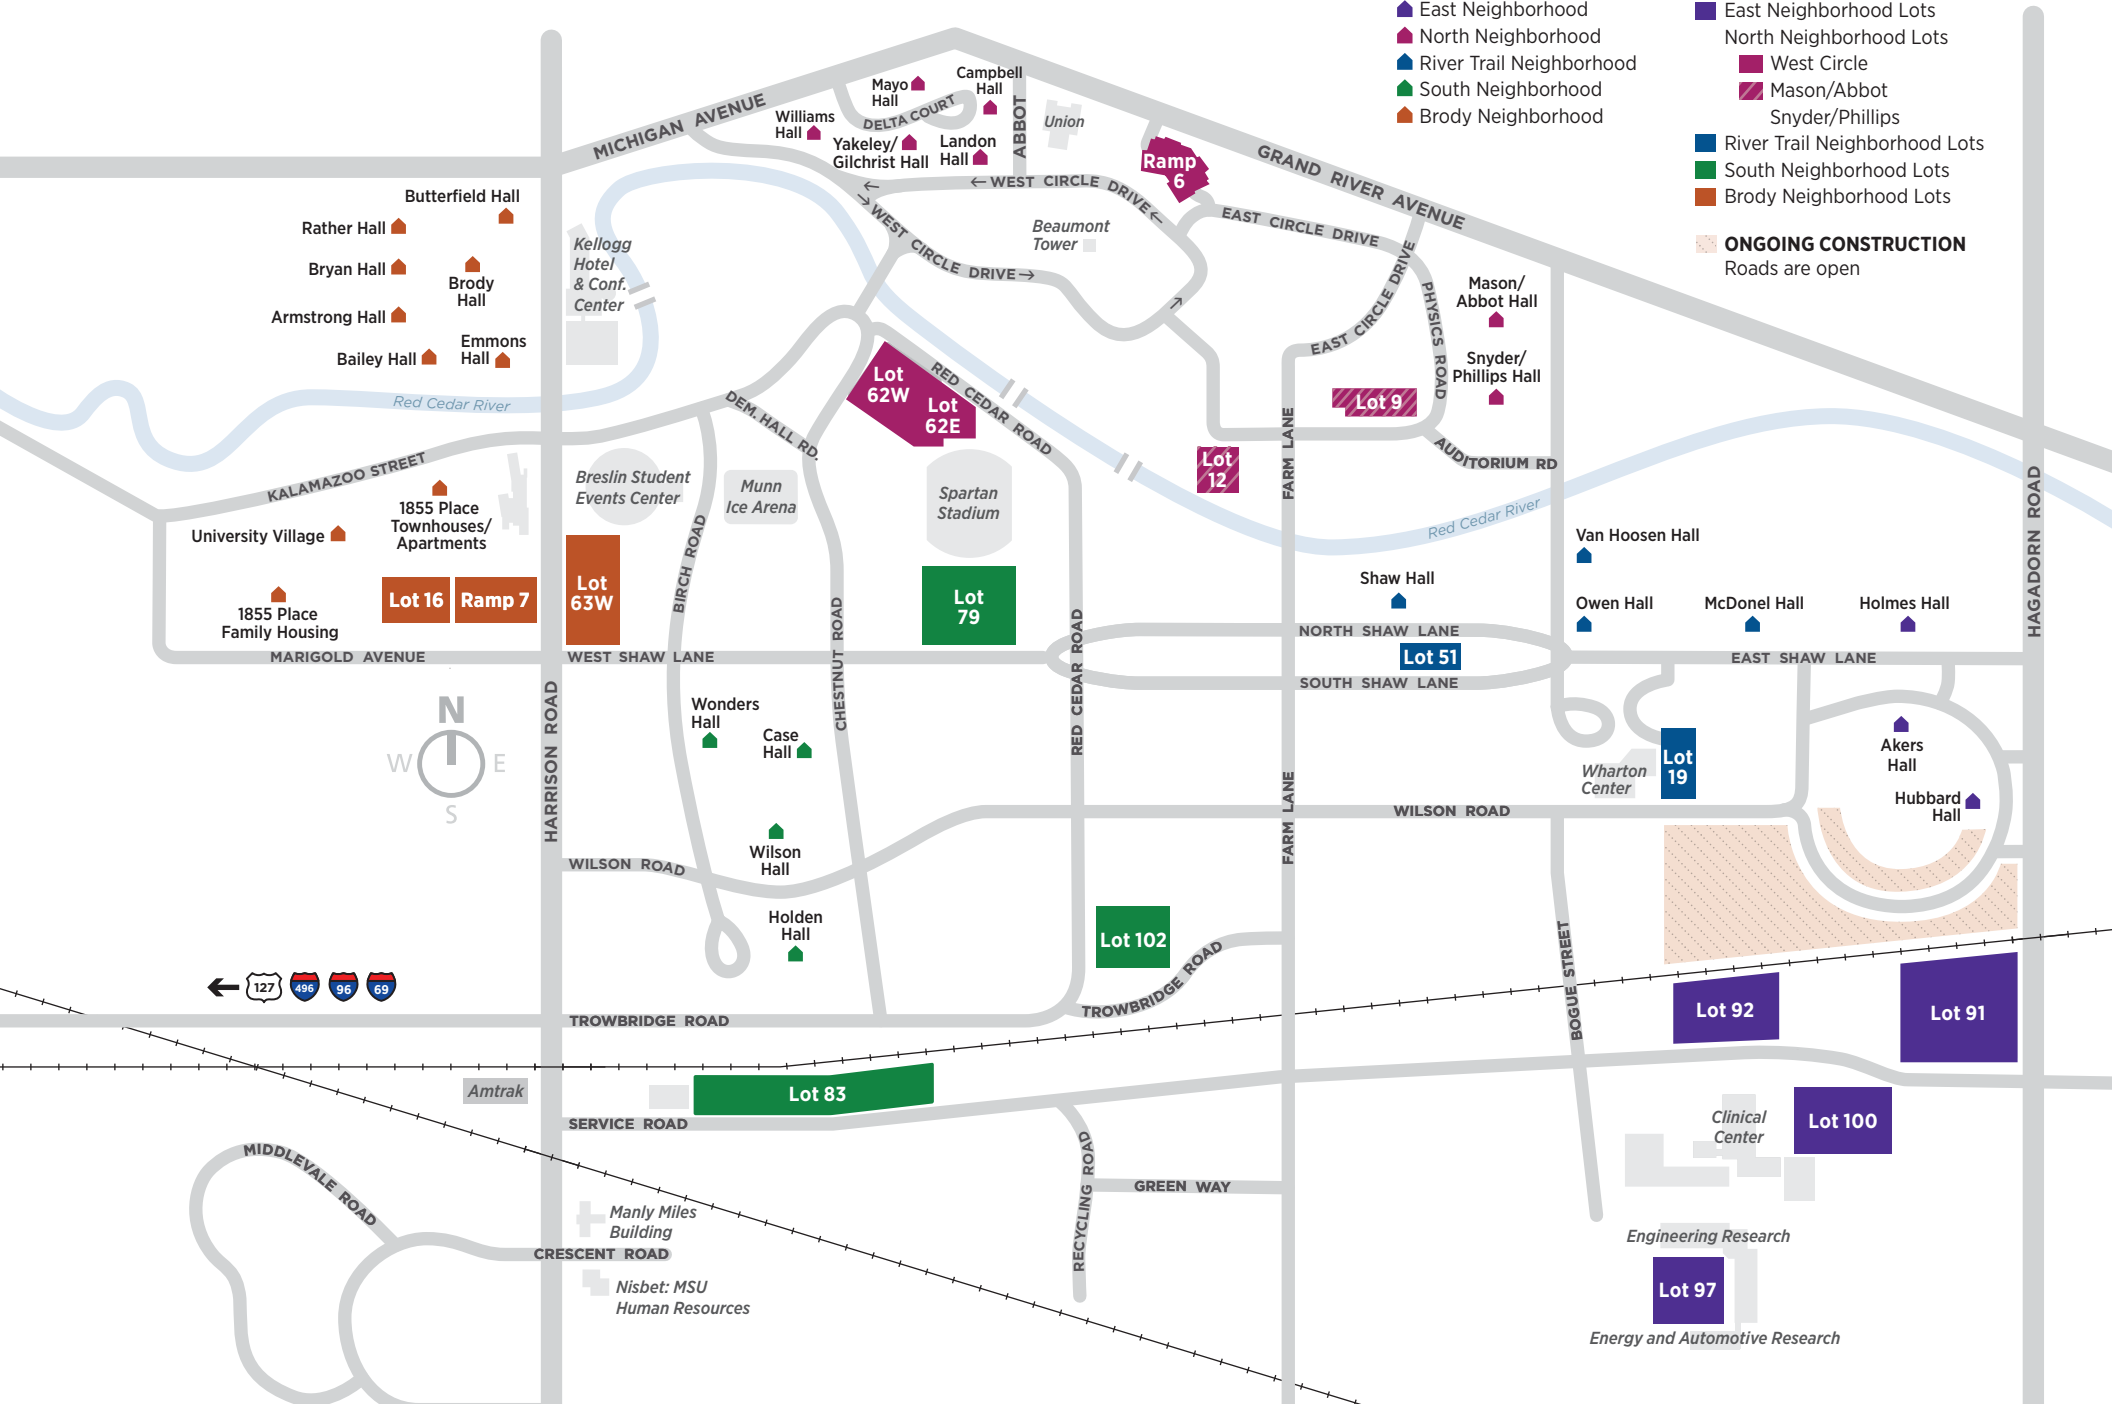 East Neighborhood
North Neighborhood
River Trail Neighborhood
South Neighborhood
Brody Neighborhood
East Neighborhood Lots
North Neighborhood Lots
West Circle
Mason/Abbot
Snyder/Phillips
River Trail Neighborhood Lots
South Neighborhood Lots
Brody Neighborhood Lots
ONGOING CONSTRUCTION
Roads are open
MICHIGAN AVENUE
Mayo
Hall
Campbell
Hall
DELTA COURT
Williams
Hall
Yakeley/
Gilchrist Hall
Landon
Hall
ABBOT
Union
Ramp
6
GRAND RIVER AVENUE
←WEST CIRCLE DRIVE←
←
→WEST CIRCLE DRIVE→
→
EAST CIRCLE DRIVE
EAST CIRCLE DRIVE
Beaumont
Tower
PHYSICS ROAD
Mason/
Abbot Hall
Snyder/
Phillips Hall
Butterfield Hall
Rather Hall
Bryan Hall
Brody
Hall
Armstrong Hall
Bailey Hall
Emmons
Hall
Kellogg
Hotel
& Conf.
Center
Red Cedar River
Lot
62W
Lot
62E
RED CEDAR ROAD
DEM. HALL RD.
Lot 9
Lot
12
FARM LANE
AUDITORIUM RD
Red Cedar River
HAGADORN ROAD
KALAMAZOO STREET
1855 Place
Townhouses/
Apartments
University Village
1855 Place
Family Housing
Lot 16
Ramp 7
Lot
63W
Breslin Student
Events Center
Munn
Ice Arena
Spartan
Stadium
BIRCH ROAD
CHESTNUT ROAD
Lot
79
RED CEDAR ROAD
Shaw Hall
Van Hoosen Hall
Owen Hall
McDonel Hall
Holmes Hall
MARIGOLD AVENUE
WEST SHAW LANE
NORTH SHAW LANE
Lot 51
SOUTH SHAW LANE
EAST SHAW LANE
N
W
E
S
HARRISON ROAD
Wonders
Hall
Case
Hall
Wilson
Hall
Holden
Hall
WILSON ROAD
WILSON ROAD
FARM LANE
Wharton
Center
Lot
19
Akers
Hall
Hubbard
Hall
Lot 102
TROWBRIDGE ROAD
TROWBRIDGE ROAD
BOGUE STREET
127
496
96
69
Lot 92
Lot 91
Amtrak
Lot 83
SERVICE ROAD
Clinical
Center
Lot 100
RECYCLING ROAD
GREEN WAY
MIDDLEVALE ROAD
Manly Miles
Building
CRESCENT ROAD
Nisbet: MSU
Human Resources
Engineering Research
Lot 97
Energy and Automotive Research